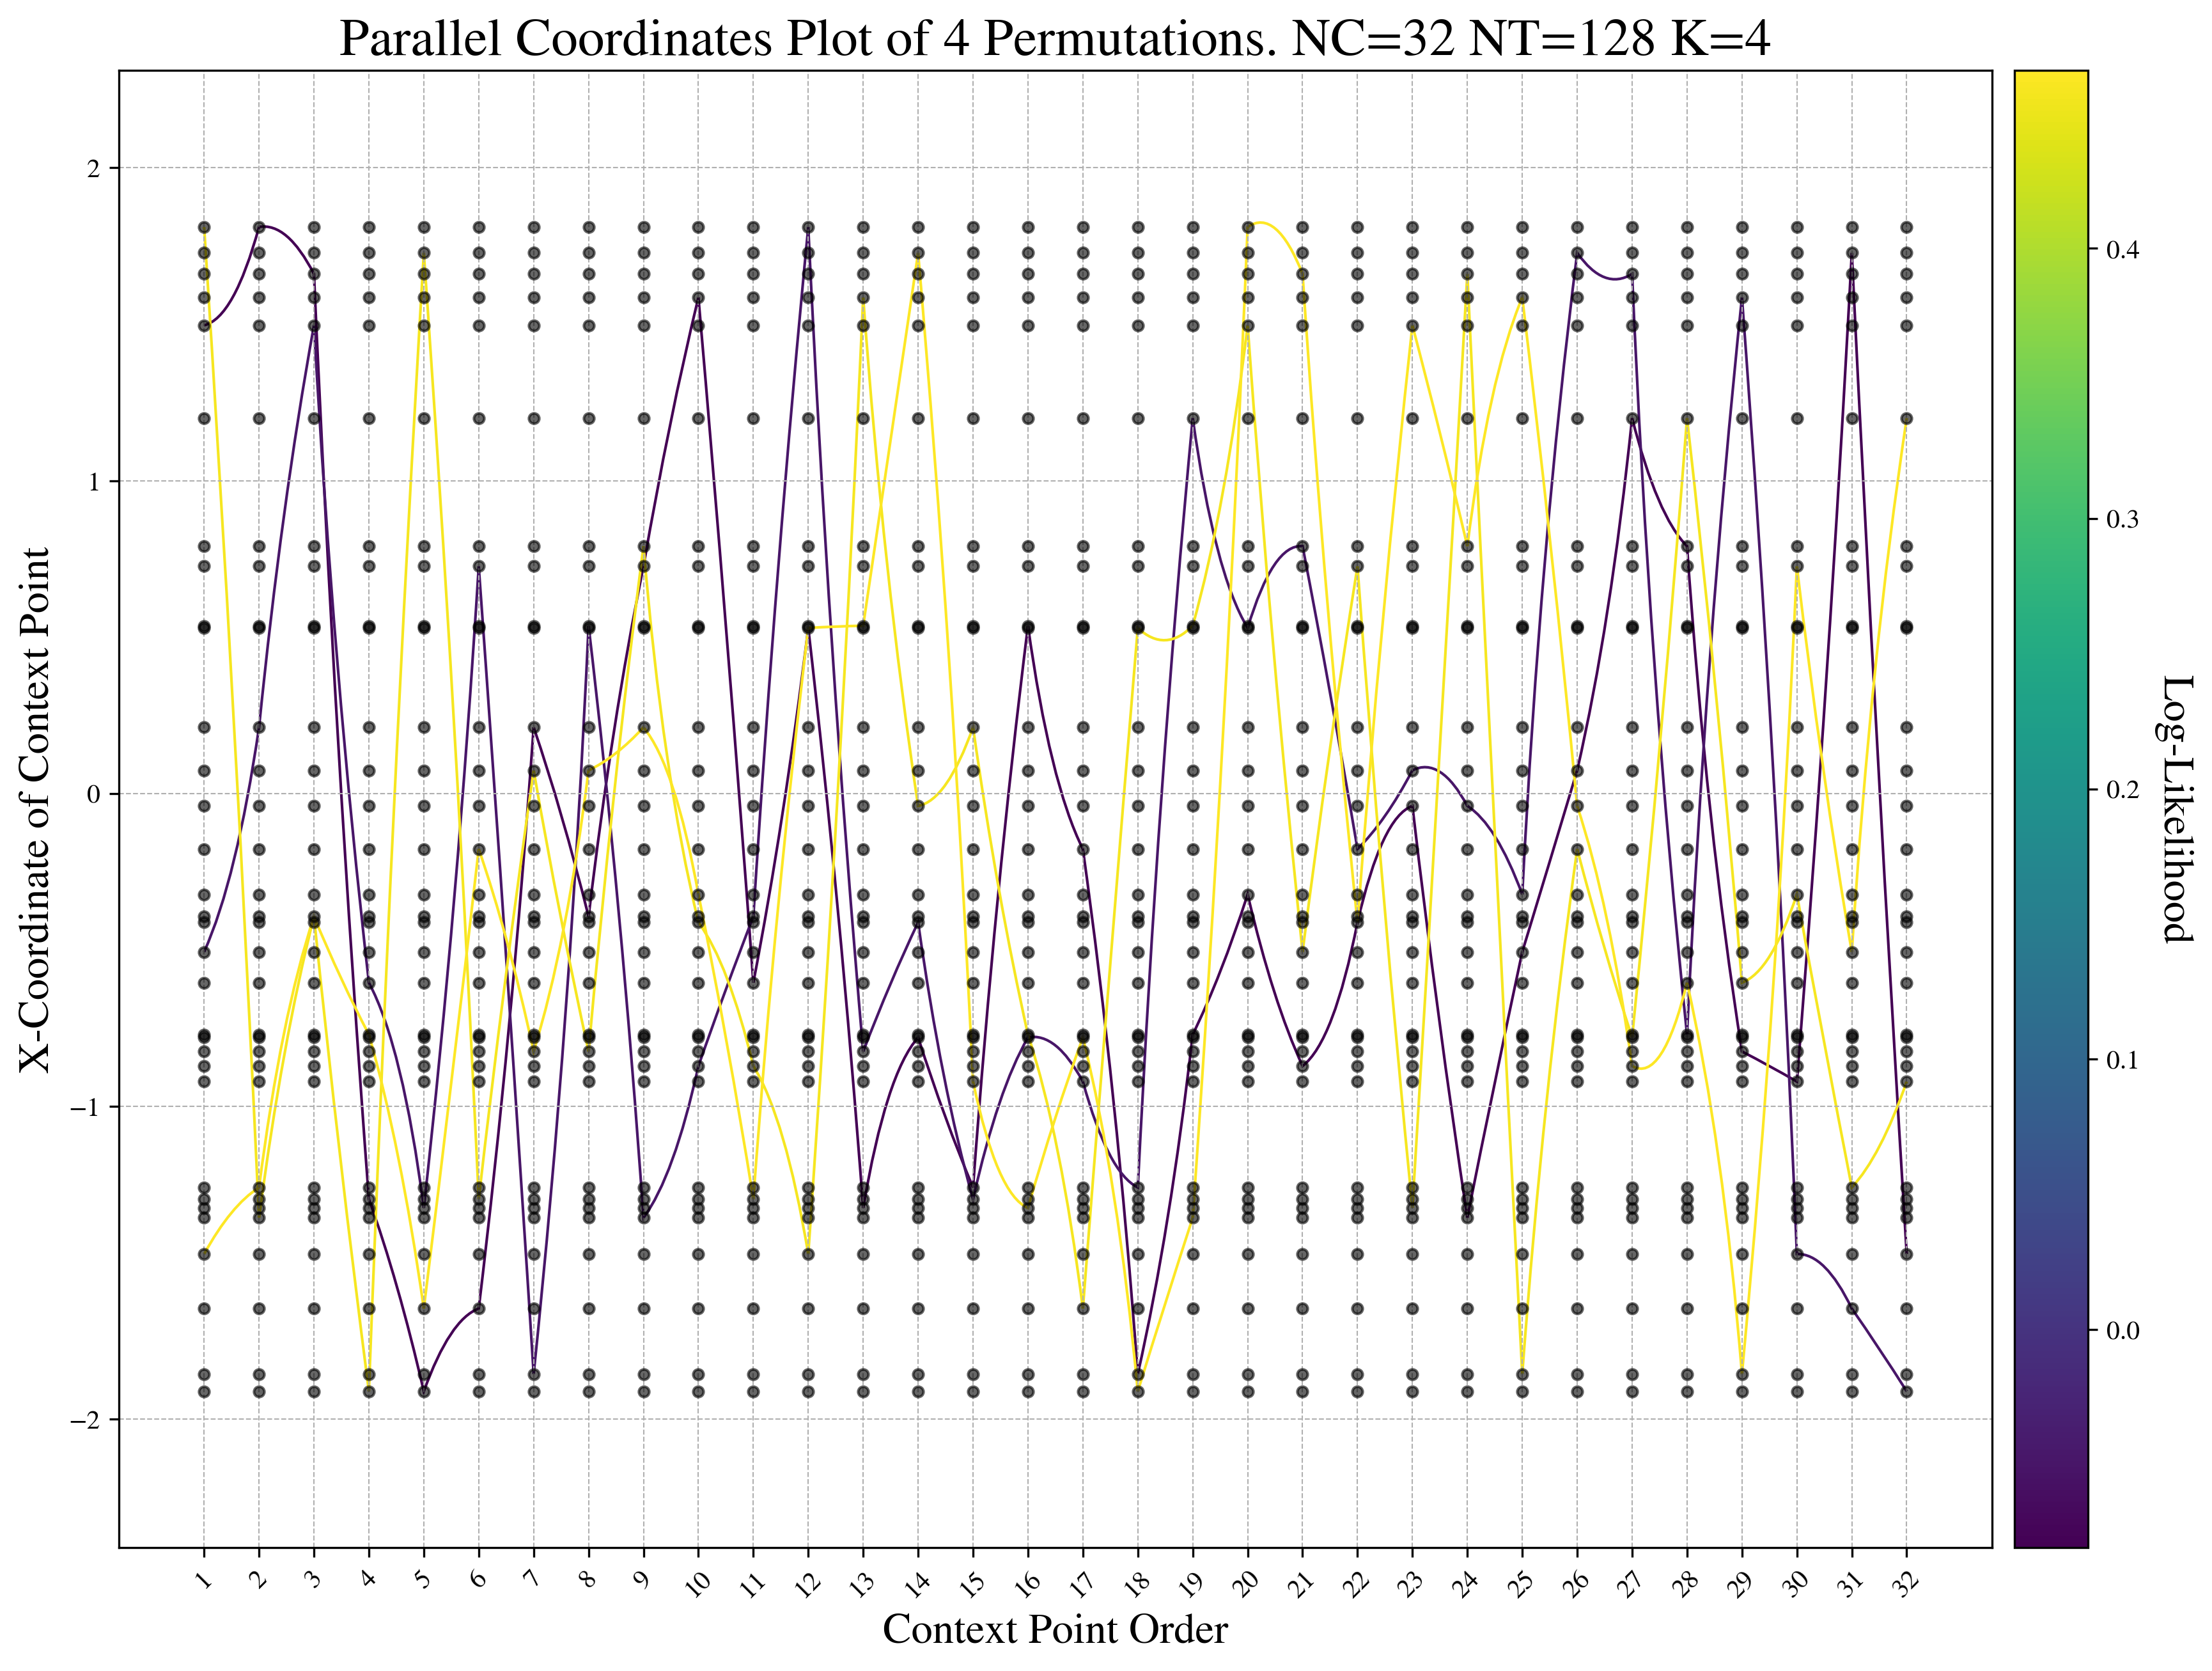 Parallel Coordinates Plot of 4 Permutations. NC=32 NT=128 K=4
X-Coordinate of Context Point
2
1
0
−1
−2
1 2 3 4 5 6 7 8 9 10 11 12 13 14 15 16 17 18 19 20 21 22 23 24 25 26 27 28 29 30 31 32
Context Point Order
0.4
0.3
0.2
0.1
0.0
Log-Likelihood